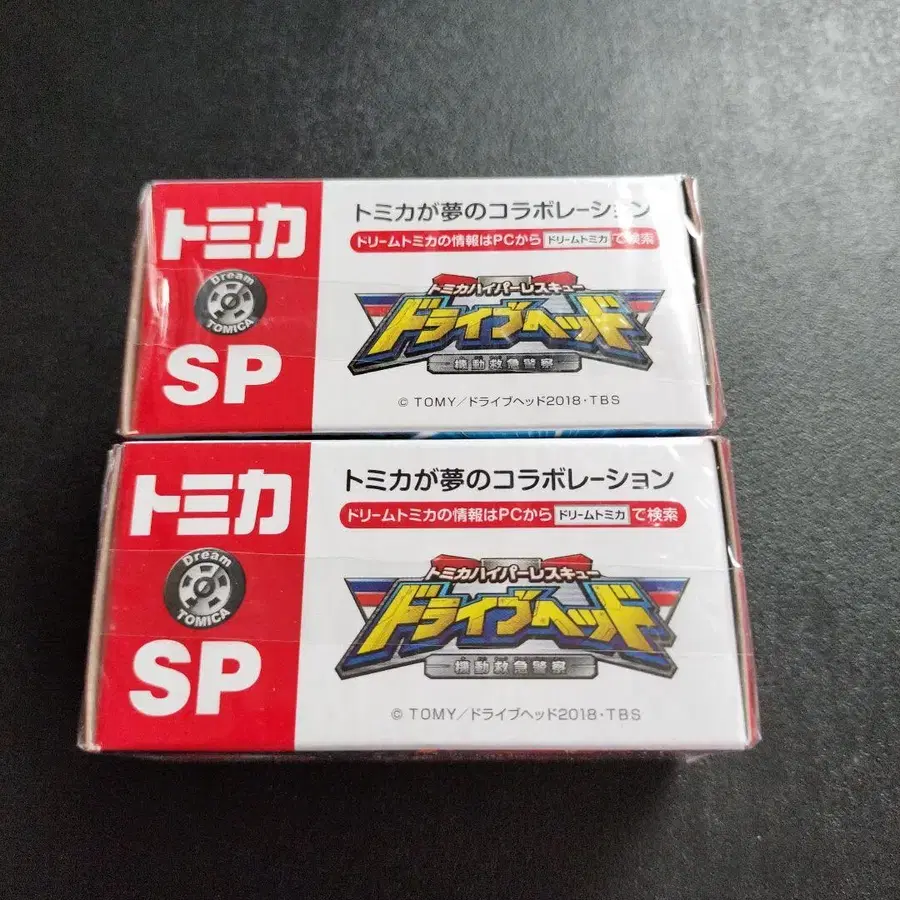 トミカ
Dream
TOMICA
SP
トミカが夢のコラボレーション
ドリームトミカの情報はPCから ドリームトミカ で検索
トミカハイパーレスキュー
ドライブヘッド
機動救急警察
© TOMY/ドライブヘッド2018・TBS
トミカ
Dream
TOMICA
SP
トミカが夢のコラボレーション
ドリームトミカの情報はPCから ドリームトミカ で検索
トミカハイパーレスキュー
ドライブヘッド
機動救急警察
© TOMY/ドライブヘッド2018・TBS